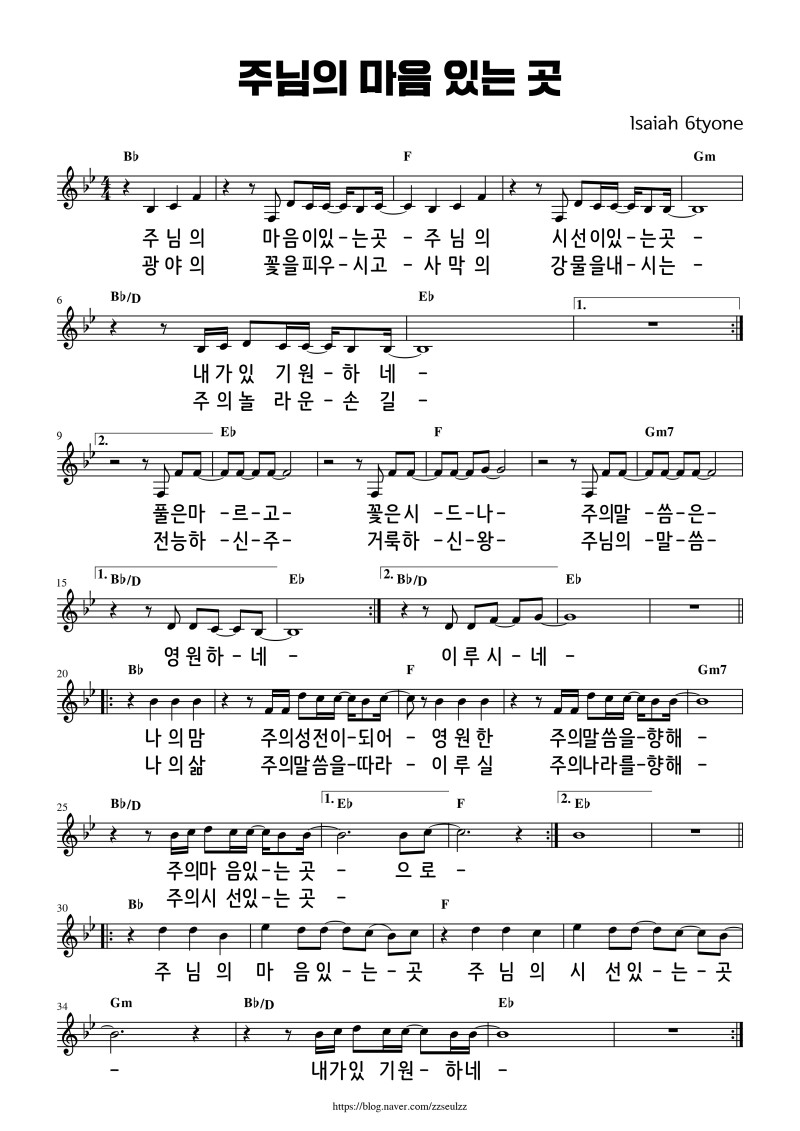 주님의 마음 있는 곳
Isaiah 6tyone
B♭ F Gm
주 님 의 마음이있-는곳 - 주 님 의 시선이있-는곳 -
광 야 의 꽃을피우-시고 - 사 막 의 강물을내-시는 -
6 B♭/D E♭ 1.
내 가 있 기 원 - 하 네 -
주 의 놀 라 운 - 손 길 -
9 2. E♭ F Gm7
풀은마 - 르 - 고 - 꽃은시 - 드 - 나 - 주의말 - 씀 - 은 -
전능하 - 신 - 주 - 거룩하 - 신 - 왕 - 주님의 - 말 - 씀 -
15 1. B♭/D E♭ 2. B♭/D E♭
영 원 하 - 네 - 이 루 시 - 네 -
20 B♭ F Gm7
나 의 맘 주의성전이-되어 - 영 원 한 주의말씀을-향해 -
나 의 삶 주의말씀을-따라 - 이 루 실 주의나라를-향해 -
25 B♭/D 1. E♭ F 2. E♭
주의마 음있-는 곳 - 으 로 -
주의시 선있-는 곳 -
30 B♭ F
주 님 의 마 음있 - 는 - 곳 주 님 의 시 선있 - 는 - 곳
34 Gm B♭/D E♭
- 내가있 기원 - 하네 -
https://blog.naver.com/zzseulzz